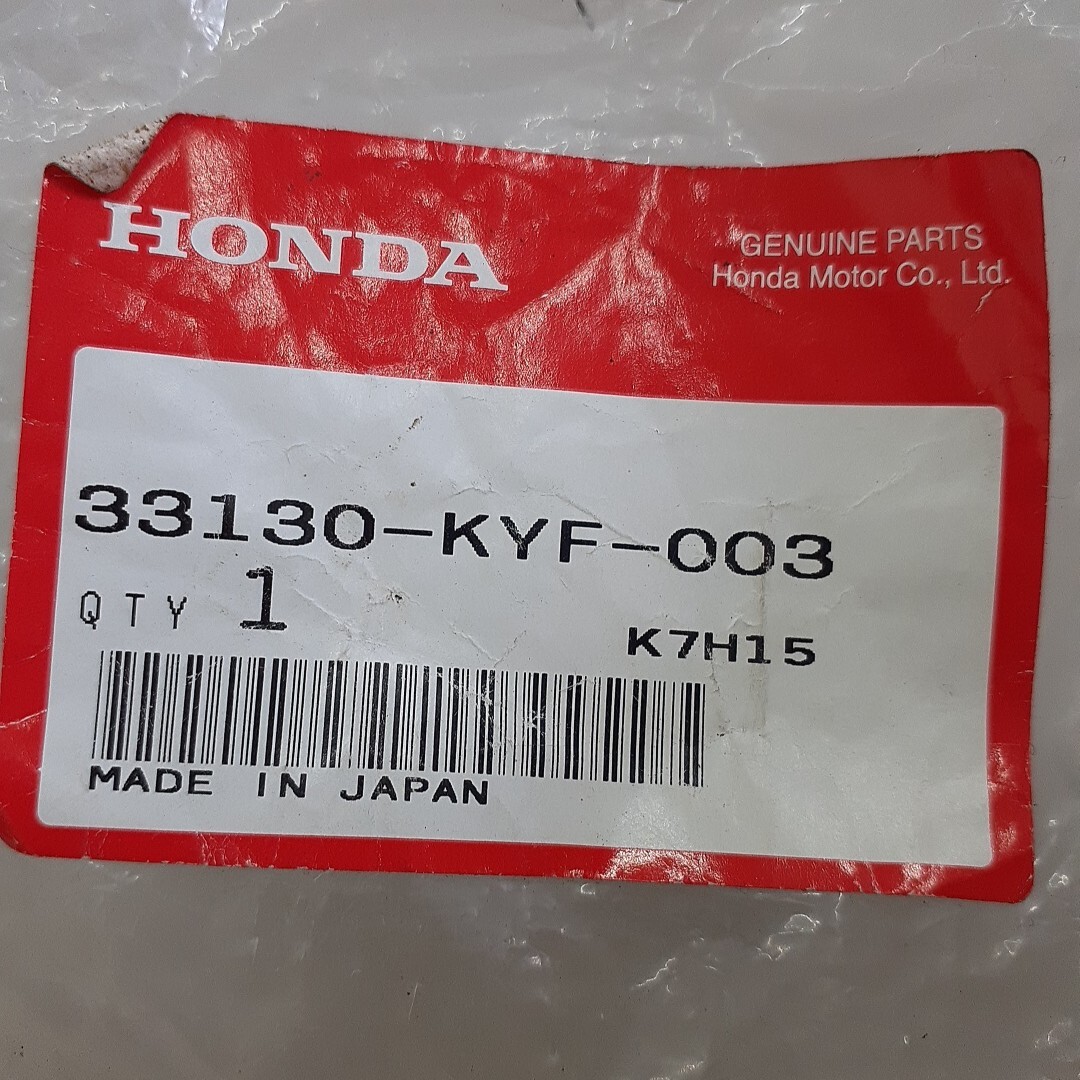 HONDA
GENUINE PARTS
Honda Motor Co., Ltd.
33130-KYF-003
QTY 1
K7H15
MADE IN JAPAN